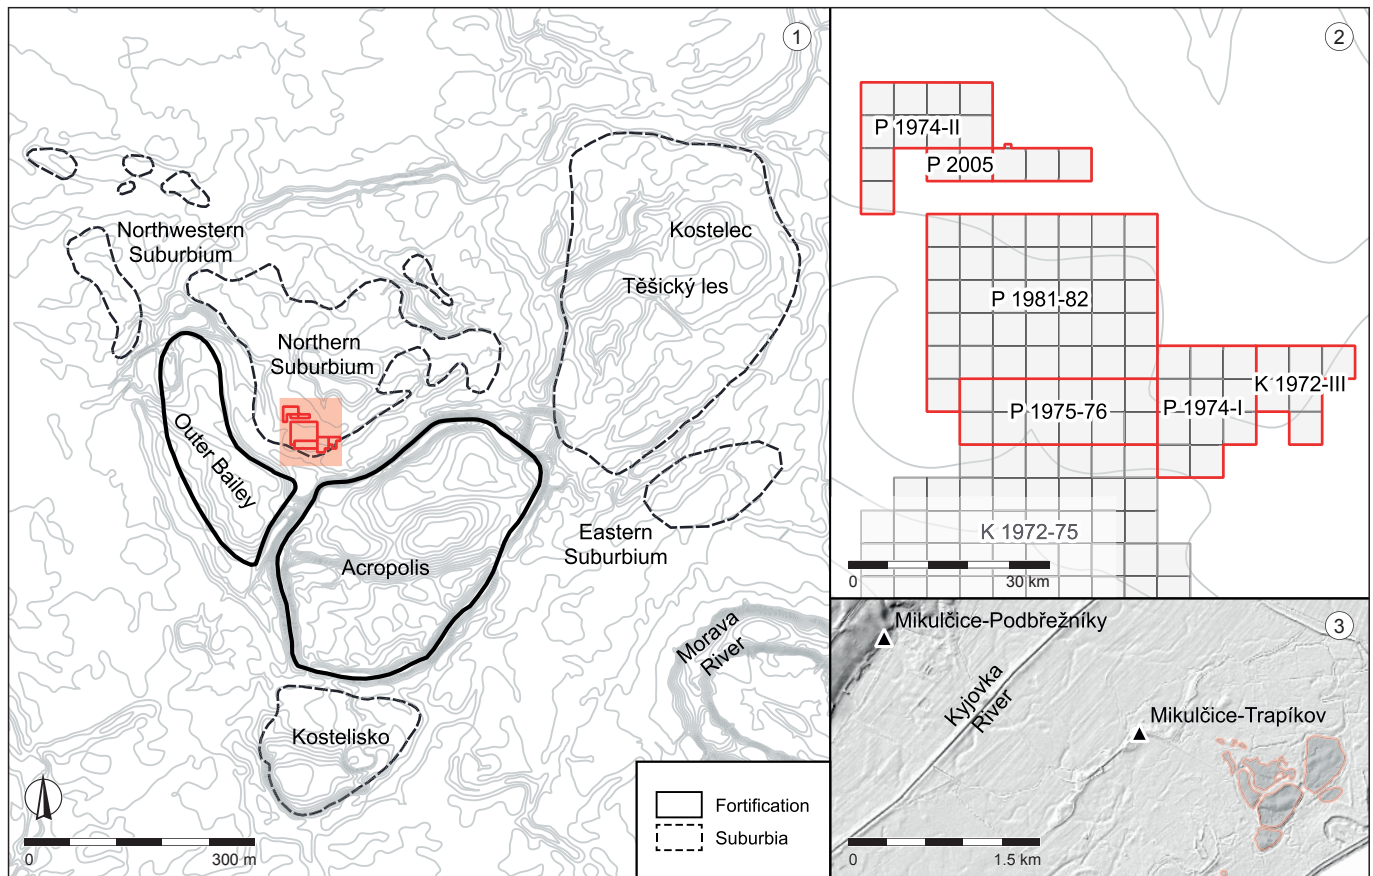 1
Northwestern
Suburbium
Kostelec
Těšický les
Northern
Suburbium
Outer Bailey
Eastern
Suburbium
Acropolis
Morava
River
Kostelisko
0
300 m
Fortification
Suburbia
2
P 1974-II
P 2005
P 1981-82
K 1972-III
P 1975-76
P 1974-I
K 1972-75
0
30 km
3
Mikulčice-Podbřežníky
Kyjovka
River
Mikulčice-Trapíkov
0
1.5 km